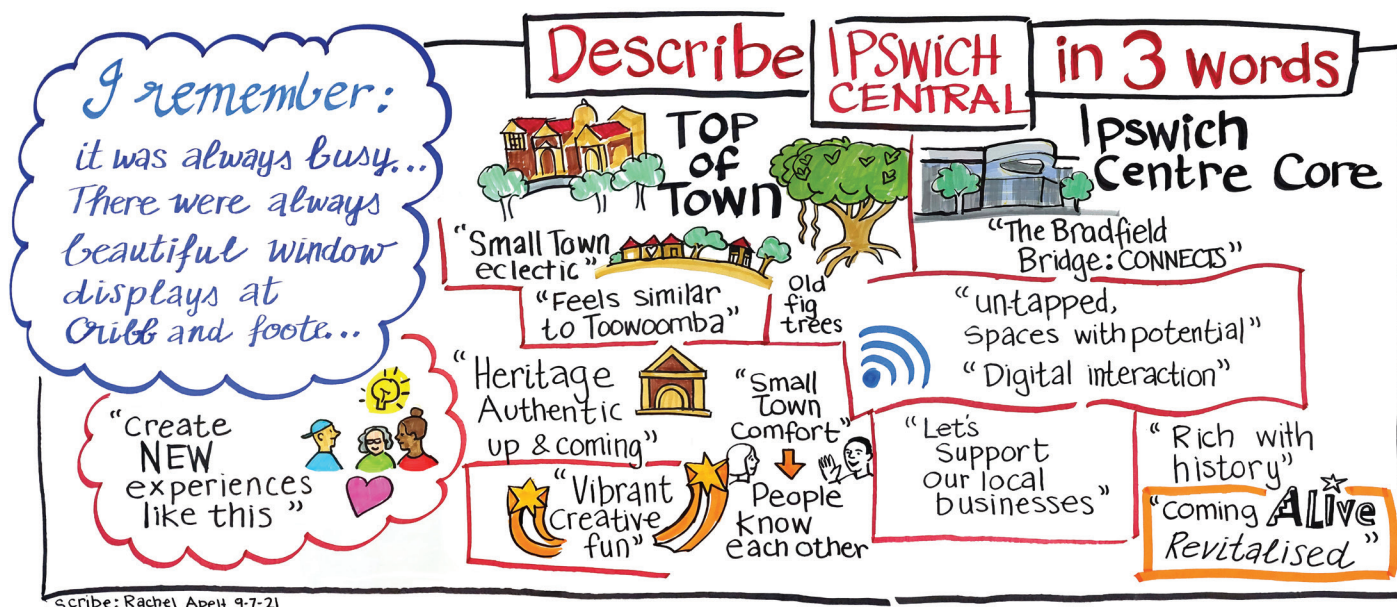 I remember:
it was always busy...
There were always
beautiful window
displays at
Cribb and foote...
"Create
NEW
experiences
like this"
Describe IPSWICH CENTRAL in 3 words
TOP
OF
TOWN
"Small Town
eclectic"
"Feels similar
to Toowoomba"
old
fig
trees
"Heritage
Authentic
up & coming"
"Small
Town
Comfort"
People
know
each other
"Vibrant
Creative
fun"
Ipswich
Centre Core
"The Bradfield
Bridge: CONNECTS"
"un-tapped,
spaces with potential"
"Digital interaction"
"Let's
Support
our local
businesses"
"Rich with
history"
"coming ALive
Revitalised"
Scribe: Rachel Apelt 9-7-21